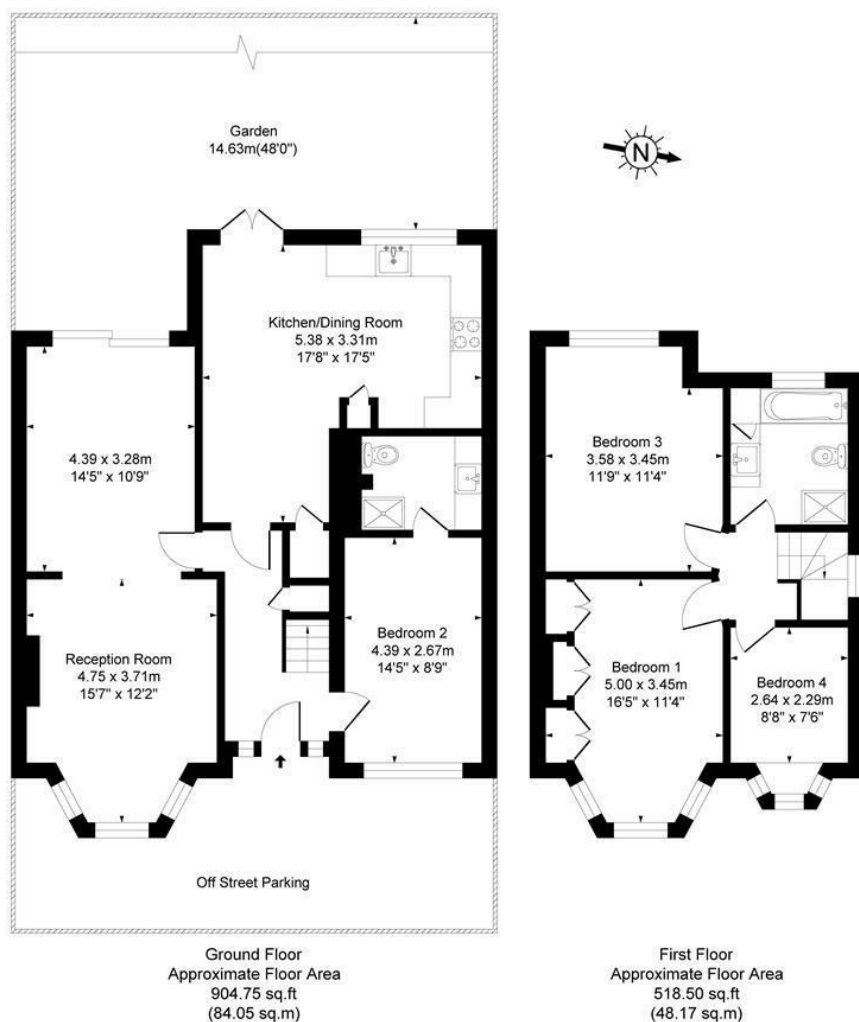 Garden
14.63m(48'0")
N
Kitchen/Dining Room
5.38 x 3.31m
17'8" x 17'5"
4.39 x 3.28m
14'5" x 10'9"
Reception Room
4.75 x 3.71m
15'7" x 12'2"
Bedroom 2
4.39 x 2.67m
14'5" x 8'9"
Off Street Parking
Ground Floor
Approximate Floor Area
904.75 sq.ft
(84.05 sq.m)
Bedroom 3
3.58 x 3.45m
11'9" x 11'4"
Bedroom 1
5.00 x 3.45m
16'5" x 11'4"
Bedroom 4
2.64 x 2.29m
8'8" x 7'6"
First Floor
Approximate Floor Area
518.50 sq.ft
(48.17 sq.m)